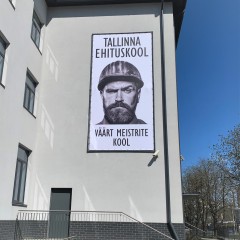 TALLINNA
EHITUSKOOL
VÄÄRT MEISTRITE
KOOL